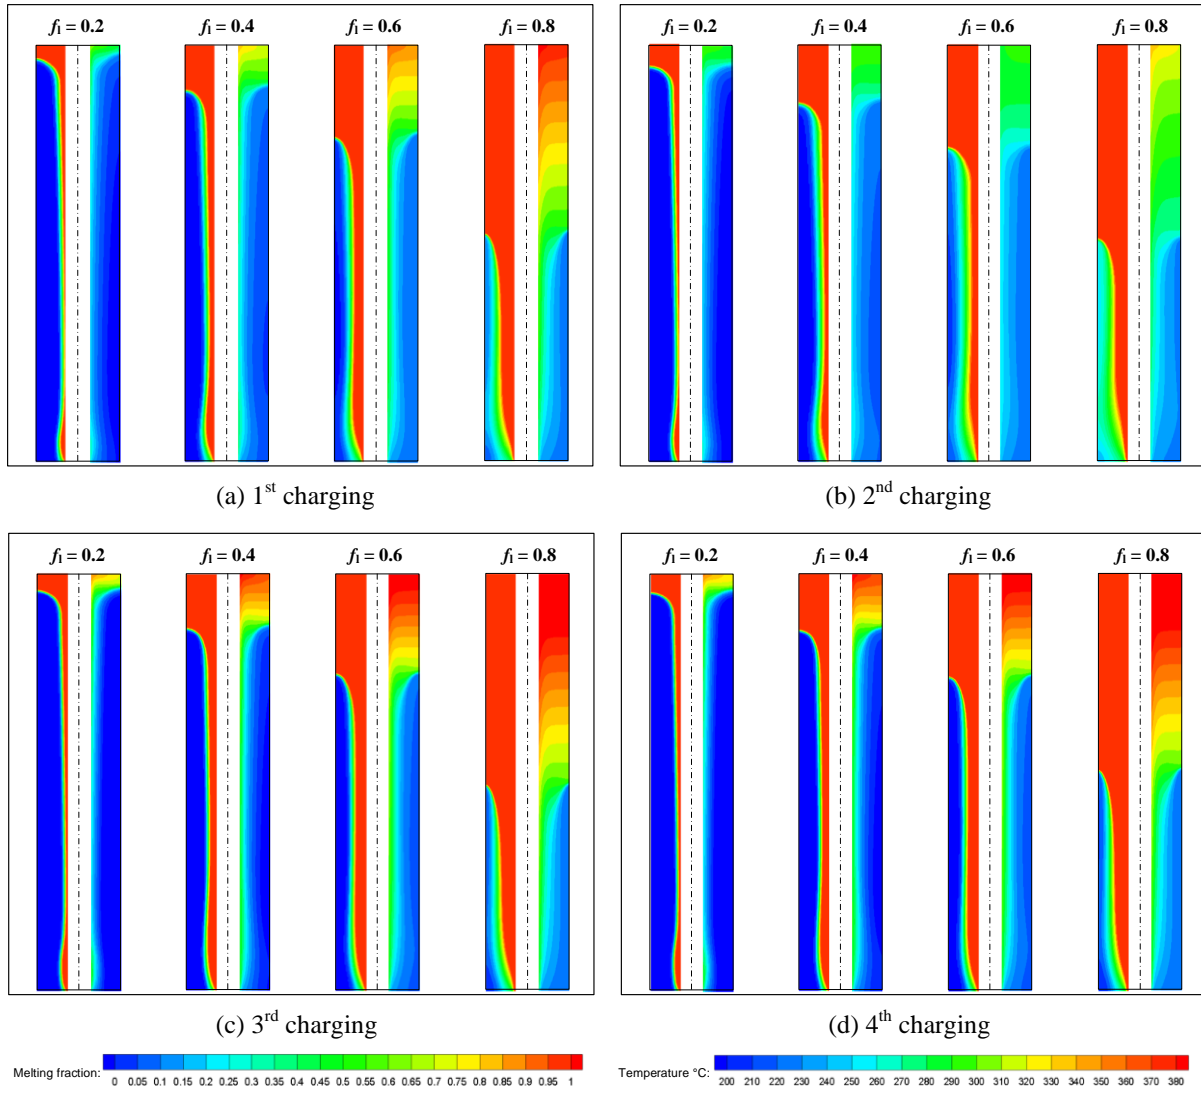 f₁ = 0.2 f₁ = 0.4 f₁ = 0.6 f₁ = 0.8
f₁ = 0.2 f₁ = 0.4 f₁ = 0.6 f₁ = 0.8
(a) 1st charging
(b) 2nd charging
f₁ = 0.2 f₁ = 0.4 f₁ = 0.6 f₁ = 0.8
f₁ = 0.2 f₁ = 0.4 f₁ = 0.6 f₁ = 0.8
(c) 3rd charging
(d) 4th charging
Melting fraction:
0 0.05 0.1 0.15 0.2 0.25 0.3 0.35 0.4 0.45 0.5 0.55 0.6 0.65 0.7 0.75 0.8 0.85 0.9 0.95 1
Temperature °C:
200 210 220 230 240 250 260 270 280 290 300 310 320 330 340 350 360 370 380